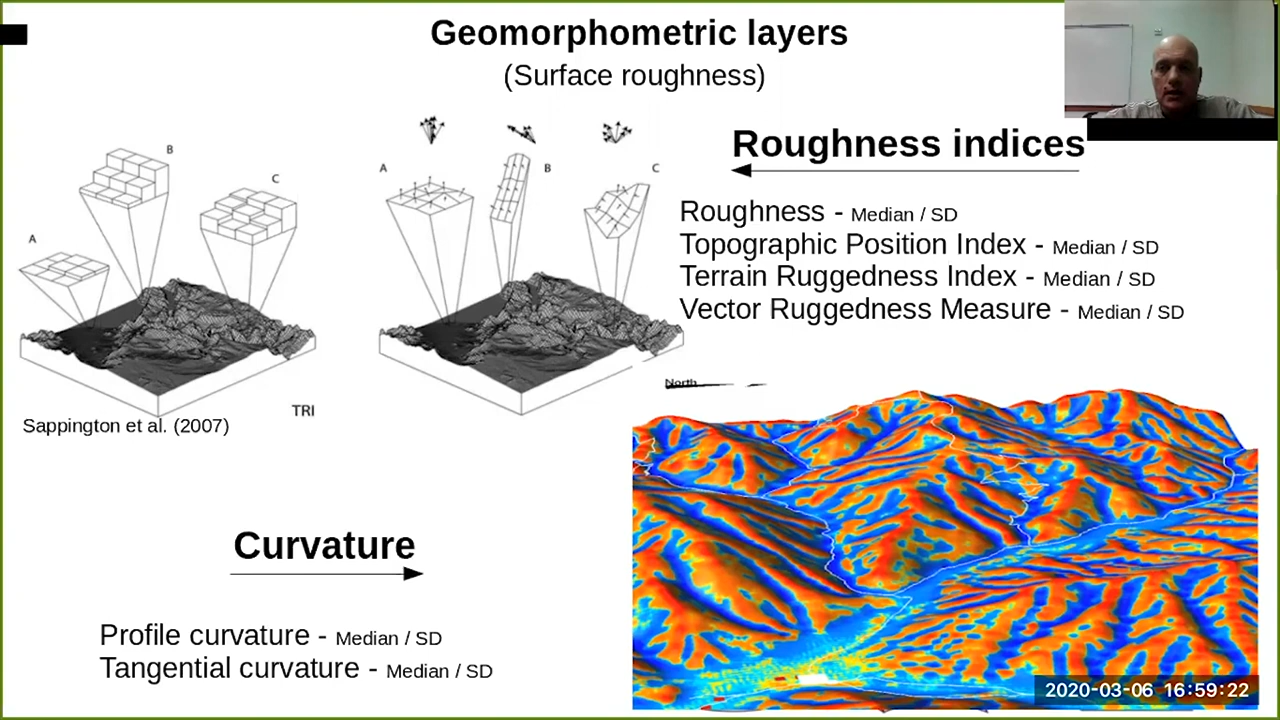 Geomorphometric layers
(Surface roughness)
B
C
A
TRI
Sappington et al. (2007)
A
B
C
Roughness indices
Roughness - Median / SD
Topographic Position Index - Median / SD
Terrain Ruggedness Index - Median / SD
Vector Ruggedness Measure - Median / SD
North
Curvature
Profile curvature - Median / SD
Tangential curvature - Median / SD
2020-03-06 16:59:22